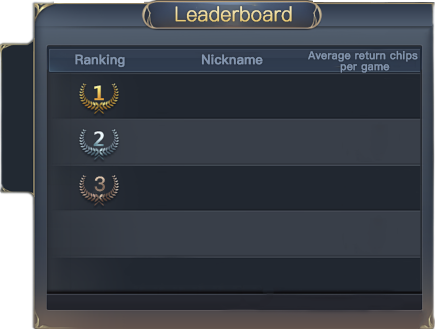 Leaderboard
Ranking
Nickname
Average return chips
per game
1
2
3